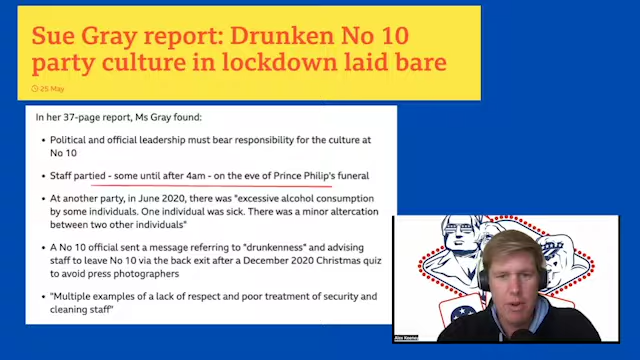 Sue Gray report: Drunken No 10
party culture in lockdown laid bare
25 May
In her 37-page report, Ms Gray found:
• Political and official leadership must bear responsibility for the culture at
No 10
• Staff partied - some until after 4am - on the eve of Prince Philip's funeral
• At another party, in June 2020, there was "excessive alcohol consumption
by some individuals. One individual was sick. There was a minor altercation
between two other individuals"
• A No 10 official sent a message referring to "drunkenness" and advising
staff to leave No 10 via the back exit after a December 2020 Christmas quiz
to avoid press photographers
• "Multiple examples of a lack of respect and poor treatment of security and
cleaning staff"
Alex